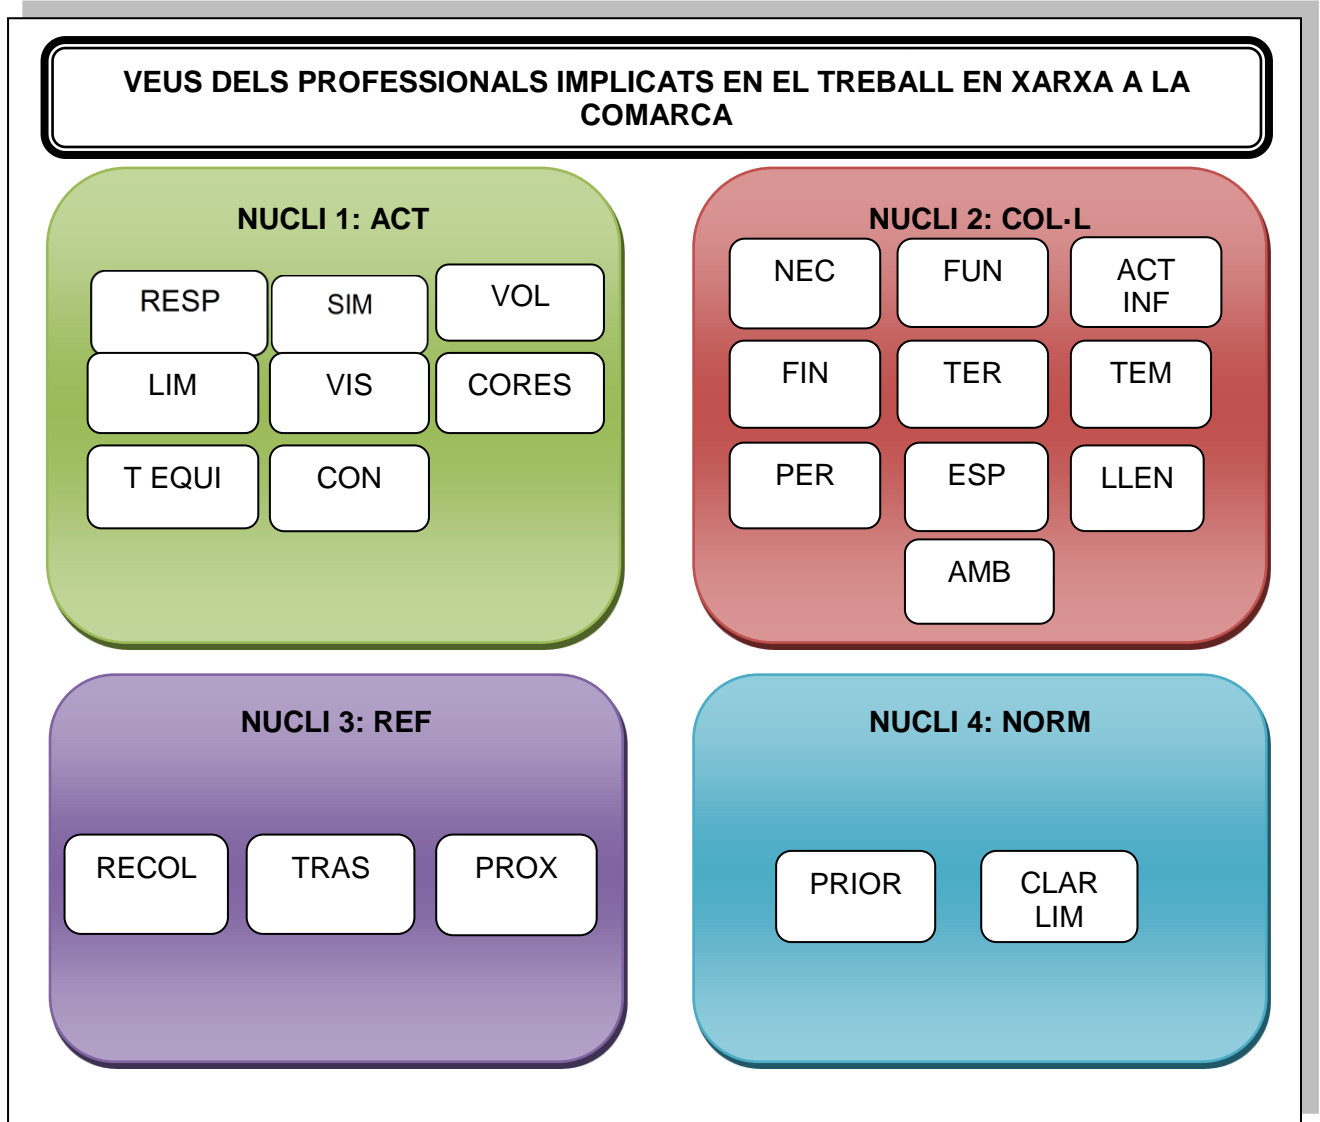 VEUS DELS PROFESSIONALS IMPLICATS EN EL TREBALL EN XARXA A LA
COMARCA
NUCLI 1: ACT
RESP
SIM
VOL
LIM
VIS
CORES
T EQUI
CON
NUCLI 2: COL·L
NEC
FUN
ACT
INF
FIN
TER
TEM
PER
ESP
LLEN
AMB
NUCLI 3: REF
RECOL
TRAS
PROX
NUCLI 4: NORM
PRIOR
CLAR
LIM